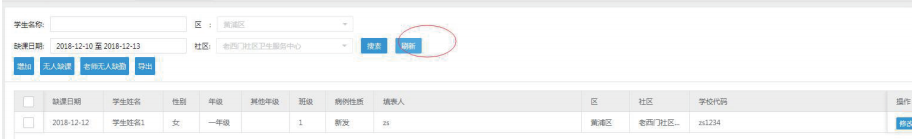 学生名称: 区 : 黄浦区
缺课日期: 2018-12-10 至 2018-12-13 社区: 老西门社区卫生服务中心 搜索 刷新
增加 无人缺课 老师无人缺勤 导出
缺课日期 学生姓名 性别 年级 其他年级 班级 病例性质 填表人 区 社区 学校代码 操作
2018-12-12 学生姓名1 女 一年级 1 新发 zs 黄浦区 老西门社区... zs1234 修改